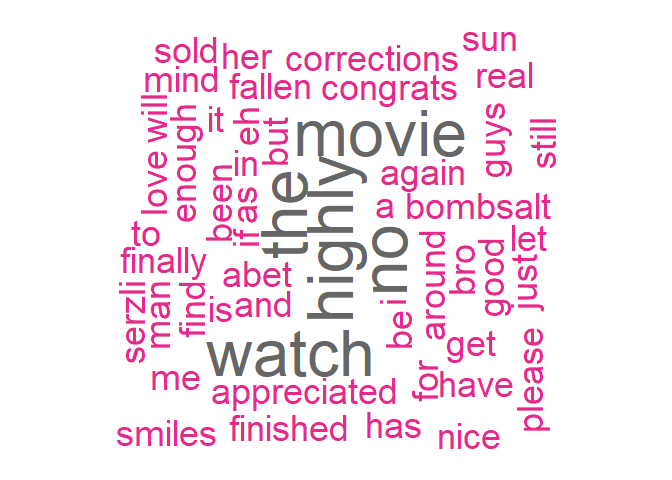 sun
sold
her
corrections
mind
fallen
congrats
real
will
enough
it
eh
but
movie
guys
still
love
in
again
been
as
if
the
highly
a
bombsalt
to
no
let
finally
abet
around
bro
good
just
serzli
man
find
is
and
be
i
watch
get
me
appreciated
for
have
please
smiles
finished
has
nice